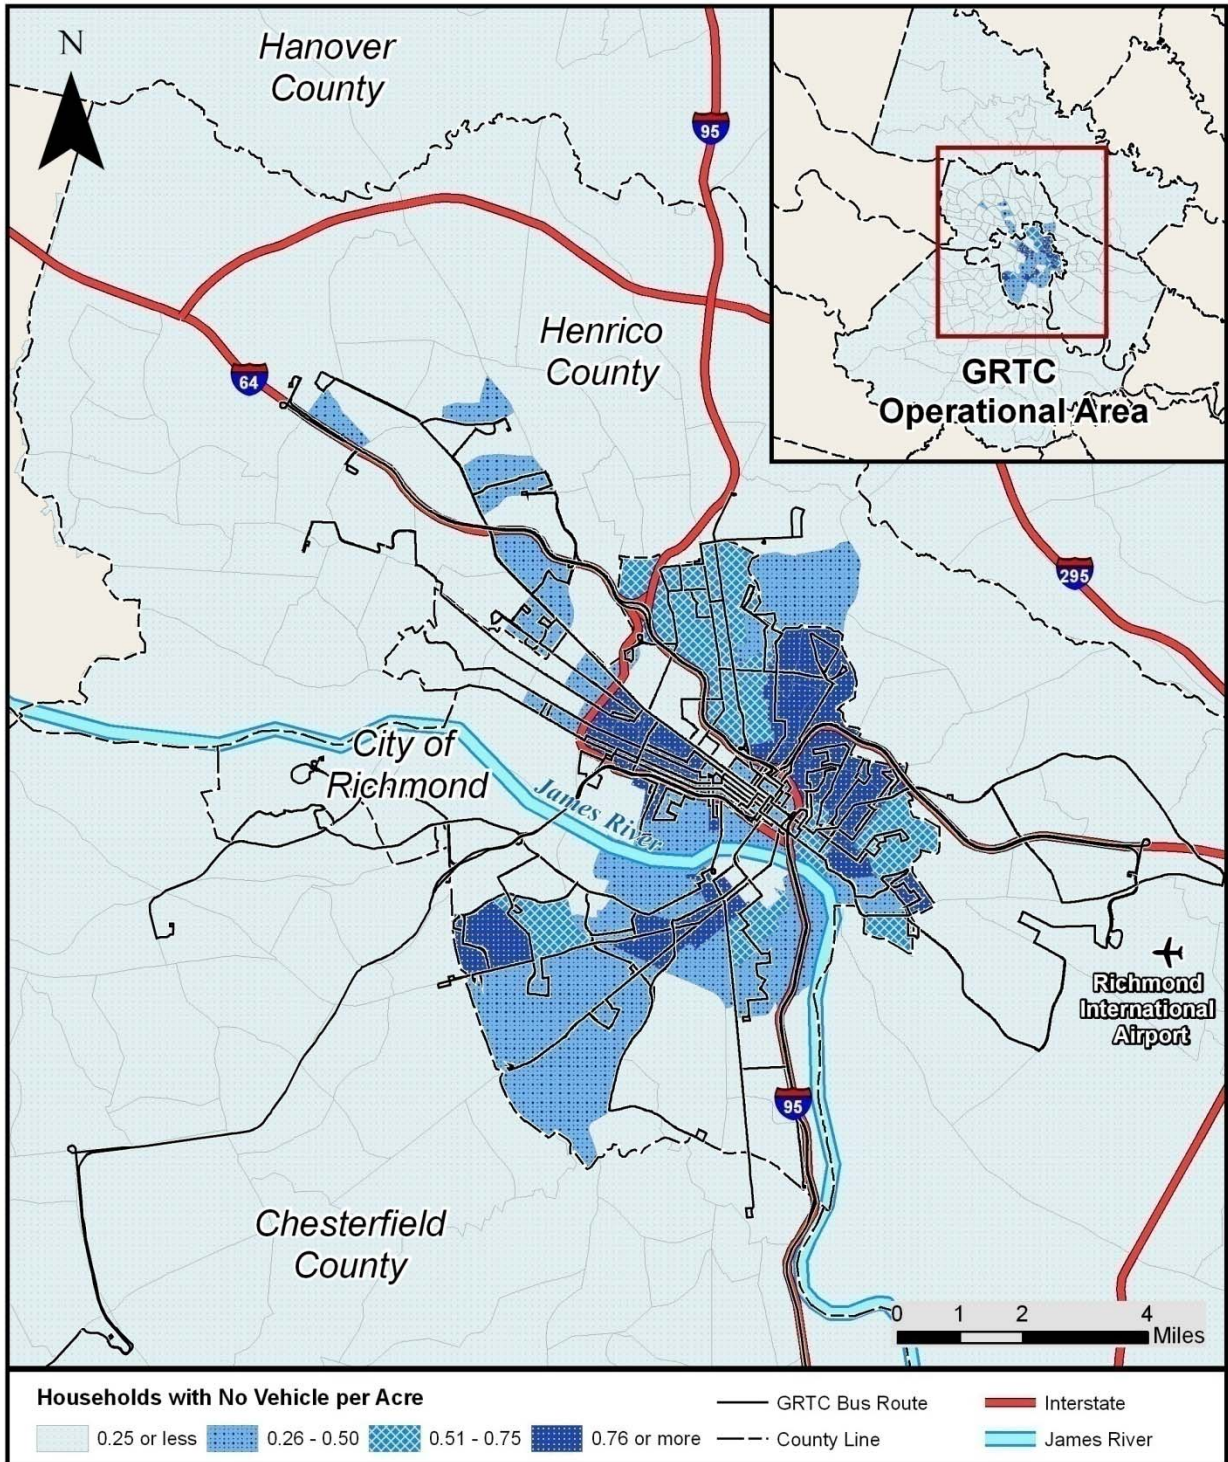 N
Hanover
County
95
Henrico
County
64
GRTC
Operational Area
295
City of
Richmond
James River
Richmond
International
Airport
95
Chesterfield
County
0 1 2 4
Miles
Households with No Vehicle per Acre
0.25 or less
0.26 - 0.50
0.51 - 0.75
0.76 or more
GRTC Bus Route
County Line
Interstate
James River